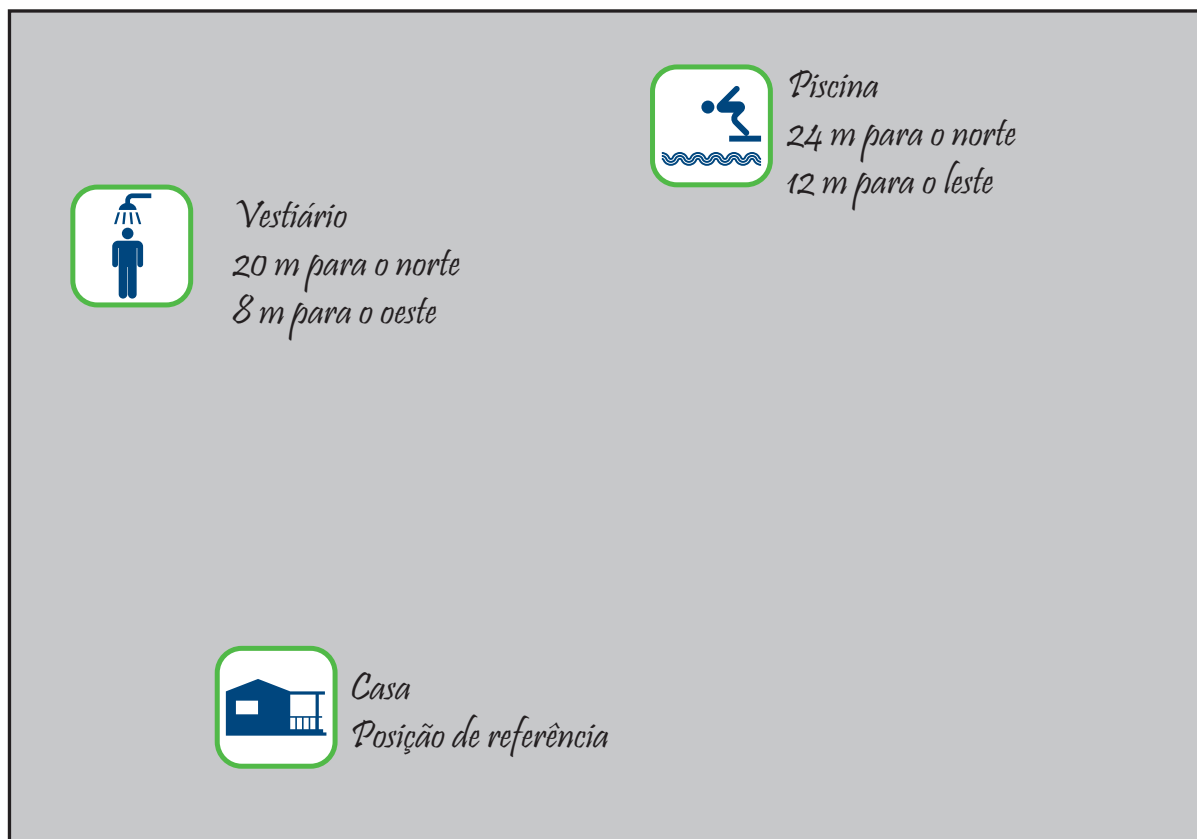 Piscina
24 m para o norte
12 m para o leste
Vestiário
20 m para o norte
8 m para o oeste
Casa
Posição de referência